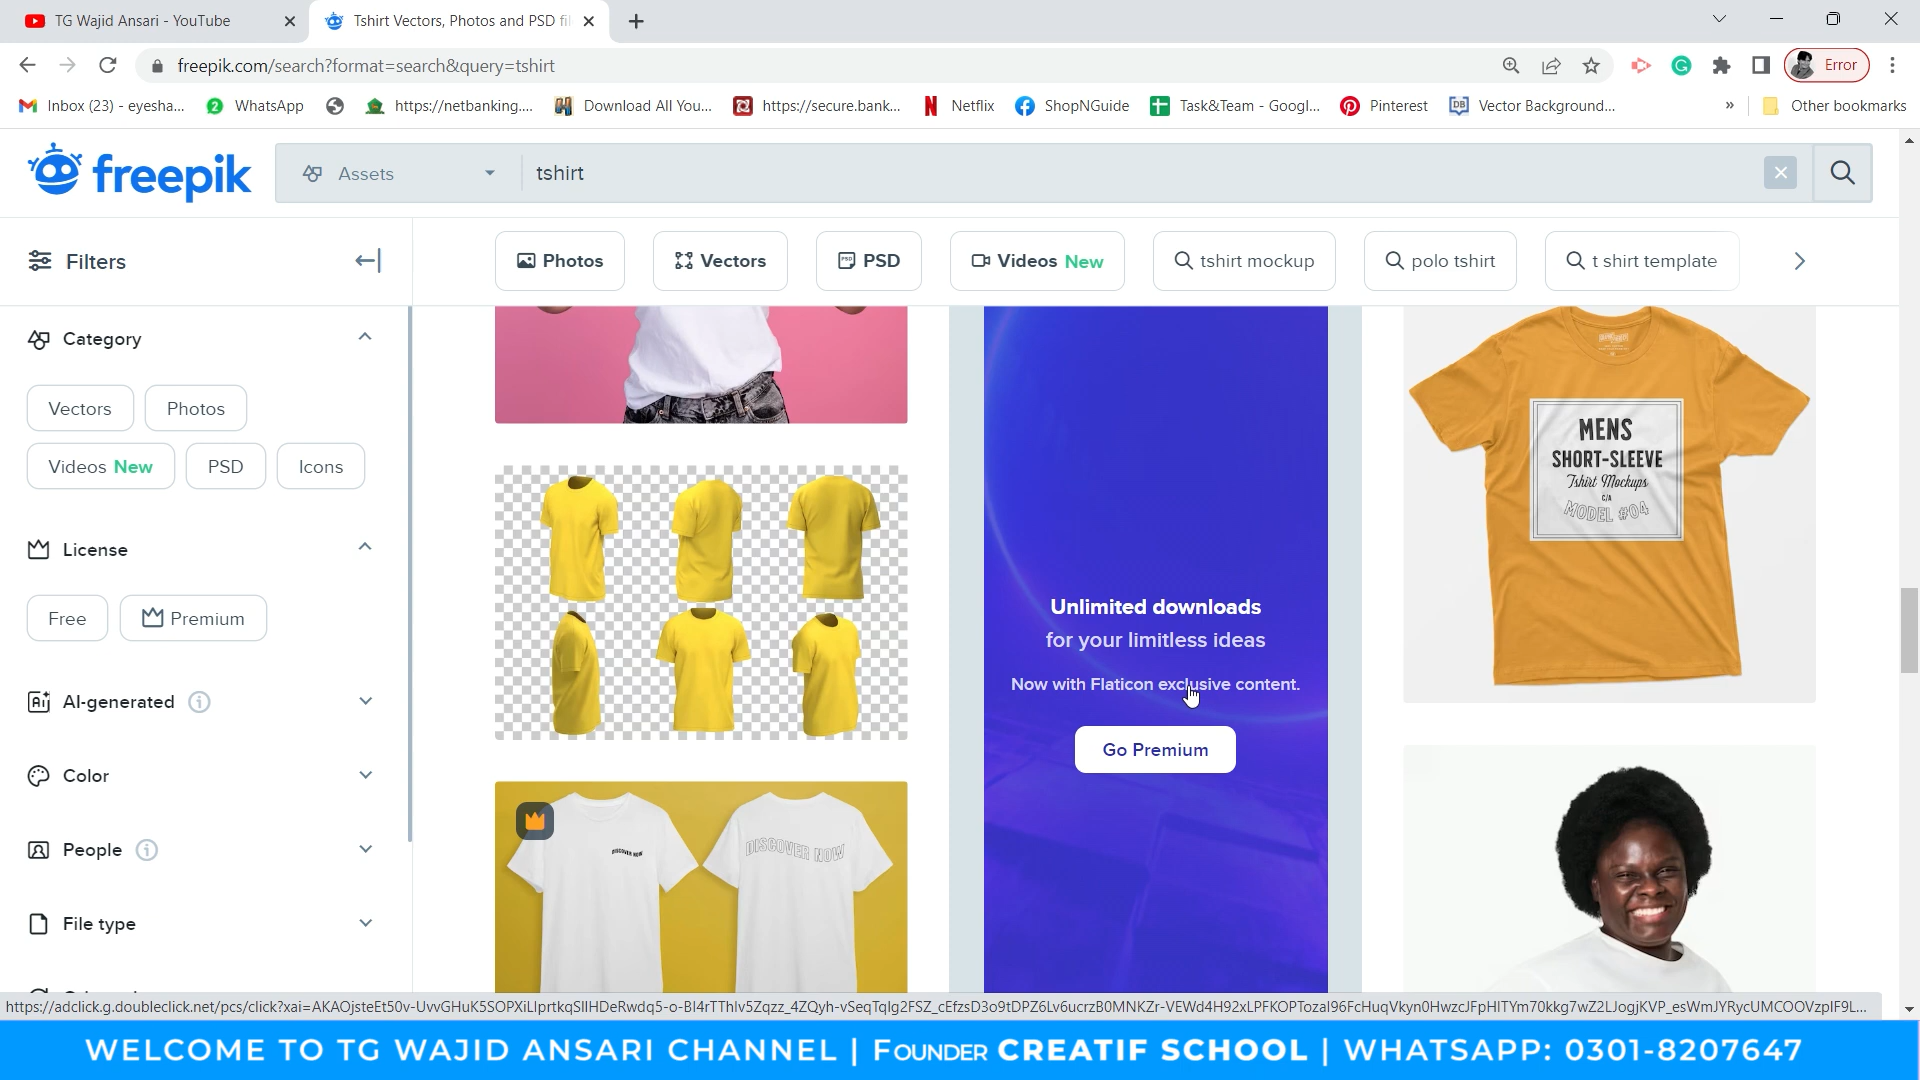 TG Wajid Ansari - YouTube
Tshirt Vectors, Photos and PSD fil
freepik.com/search?format=search&query=tshirt
Error
Inbox (23) - eyesha...
WhatsApp
https://netbanking....
Download All You...
https://secure.bank...
Netflix
ShopNGuide
Task&Team - Googl...
Pinterest
Vector Background...
»
Other bookmarks
freepik
Assets
tshirt
Filters
Photos
Vectors
PSD
Videos New
tshirt mockup
polo tshirt
t shirt template
Category
Vectors
Photos
Videos New
PSD
Icons
License
Free
Premium
AI-generated
Color
People
File type
DISCOVER NOW
DISCOVER NOW
Unlimited downloads
for your limitless ideas
Now with Flaticon exclusive content.
Go Premium
MENS
SHORT-SLEEVE
Tshirt Mockups
C/A
MODEL #04
WELCOME TO TG WAJID ANSARI CHANNEL | FOUNDER CREATIF SCHOOL | WHATSAPP: 0301-8207647